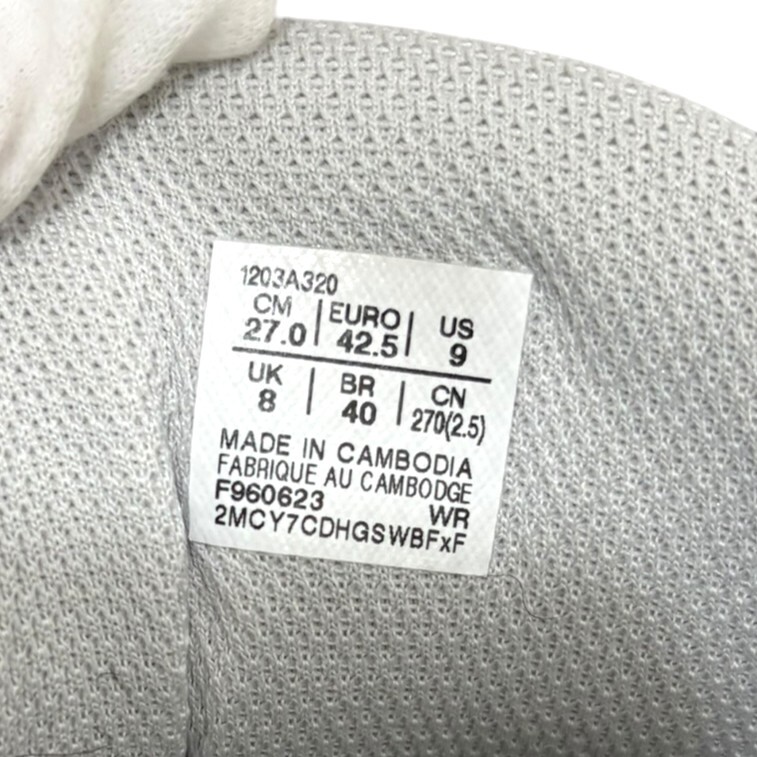 1203A320
CM | EURO | US
27.0 | 42.5 | 9
UK | BR | CN
8 | 40 | 270(2.5)
MADE IN CAMBODIA
FABRIQUE AU CAMBODGE
F960623 WR
2MCY7CDHGSWBFxF